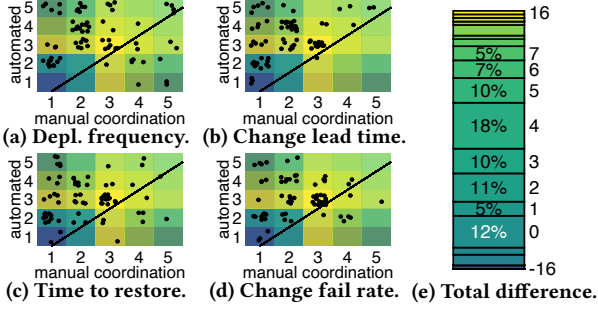 automated
5
4
3
2
1
1 2 3 4 5
manual coordination
(a) Depl. frequency.
automated
5
4
3
2
1
1 2 3 4 5
manual coordination
(b) Change lead time.
automated
5
4
3
2
1
1 2 3 4 5
manual coordination
(c) Time to restore.
automated
5
4
3
2
1
1 2 3 4 5
manual coordination
(d) Change fail rate.
16
5% 7
7% 6
10% 5
18% 4
10% 3
11% 2
5% 1
12% 0
-16
(e) Total difference.